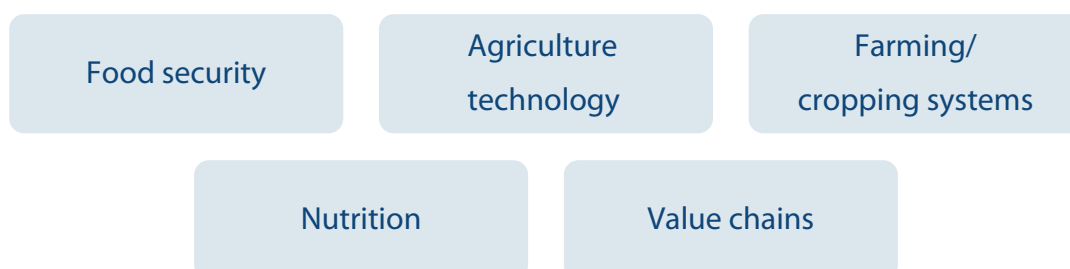 Food security
Agriculture
technology
Farming/
cropping systems
Nutrition
Value chains